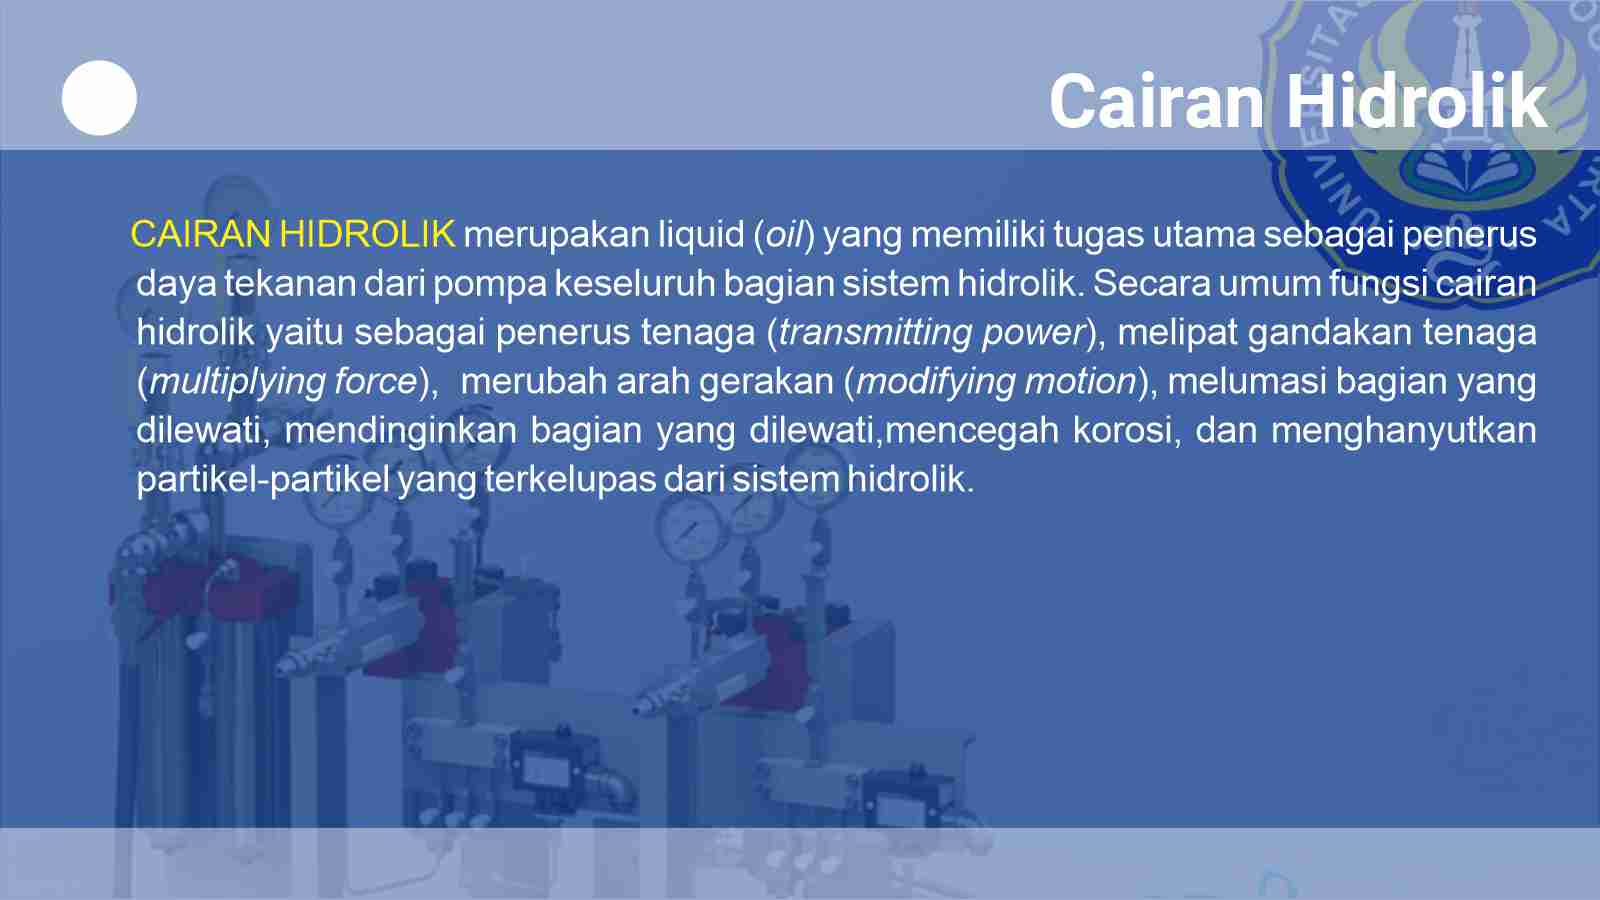 Cairan Hidrolik
UNIVERSITAS
CAIRAN HIDROLIK merupakan liquid (oil) yang memiliki tugas utama sebagai penerus
daya tekanan dari pompa keseluruh bagian sistem hidrolik. Secara umum fungsi cairan
hidrolik yaitu sebagai penerus tenaga (transmitting power), melipat gandakan tenaga
(multiplying force), merubah arah gerakan (modifying motion), melumasi bagian yang
dilewati, mendinginkan bagian yang dilewati,mencegah korosi, dan menghanyutkan
partikel-partikel yang terkelupas dari sistem hidrolik.